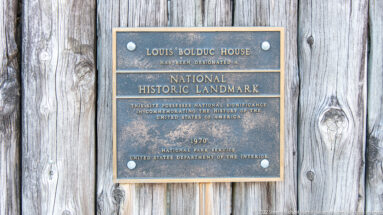 LOUIS BOLDUC HOUSE
HAS BEEN DESIGNATED A
NATIONAL
HISTORIC LANDMARK
THIS SITE POSSESSES NATIONAL SIGNIFICANCE
IN COMMEMORATING THE HISTORY OF THE
UNITED STATES OF AMERICA
1970
NATIONAL PARK SERVICE
UNITED STATES DEPARTMENT OF THE INTERIOR